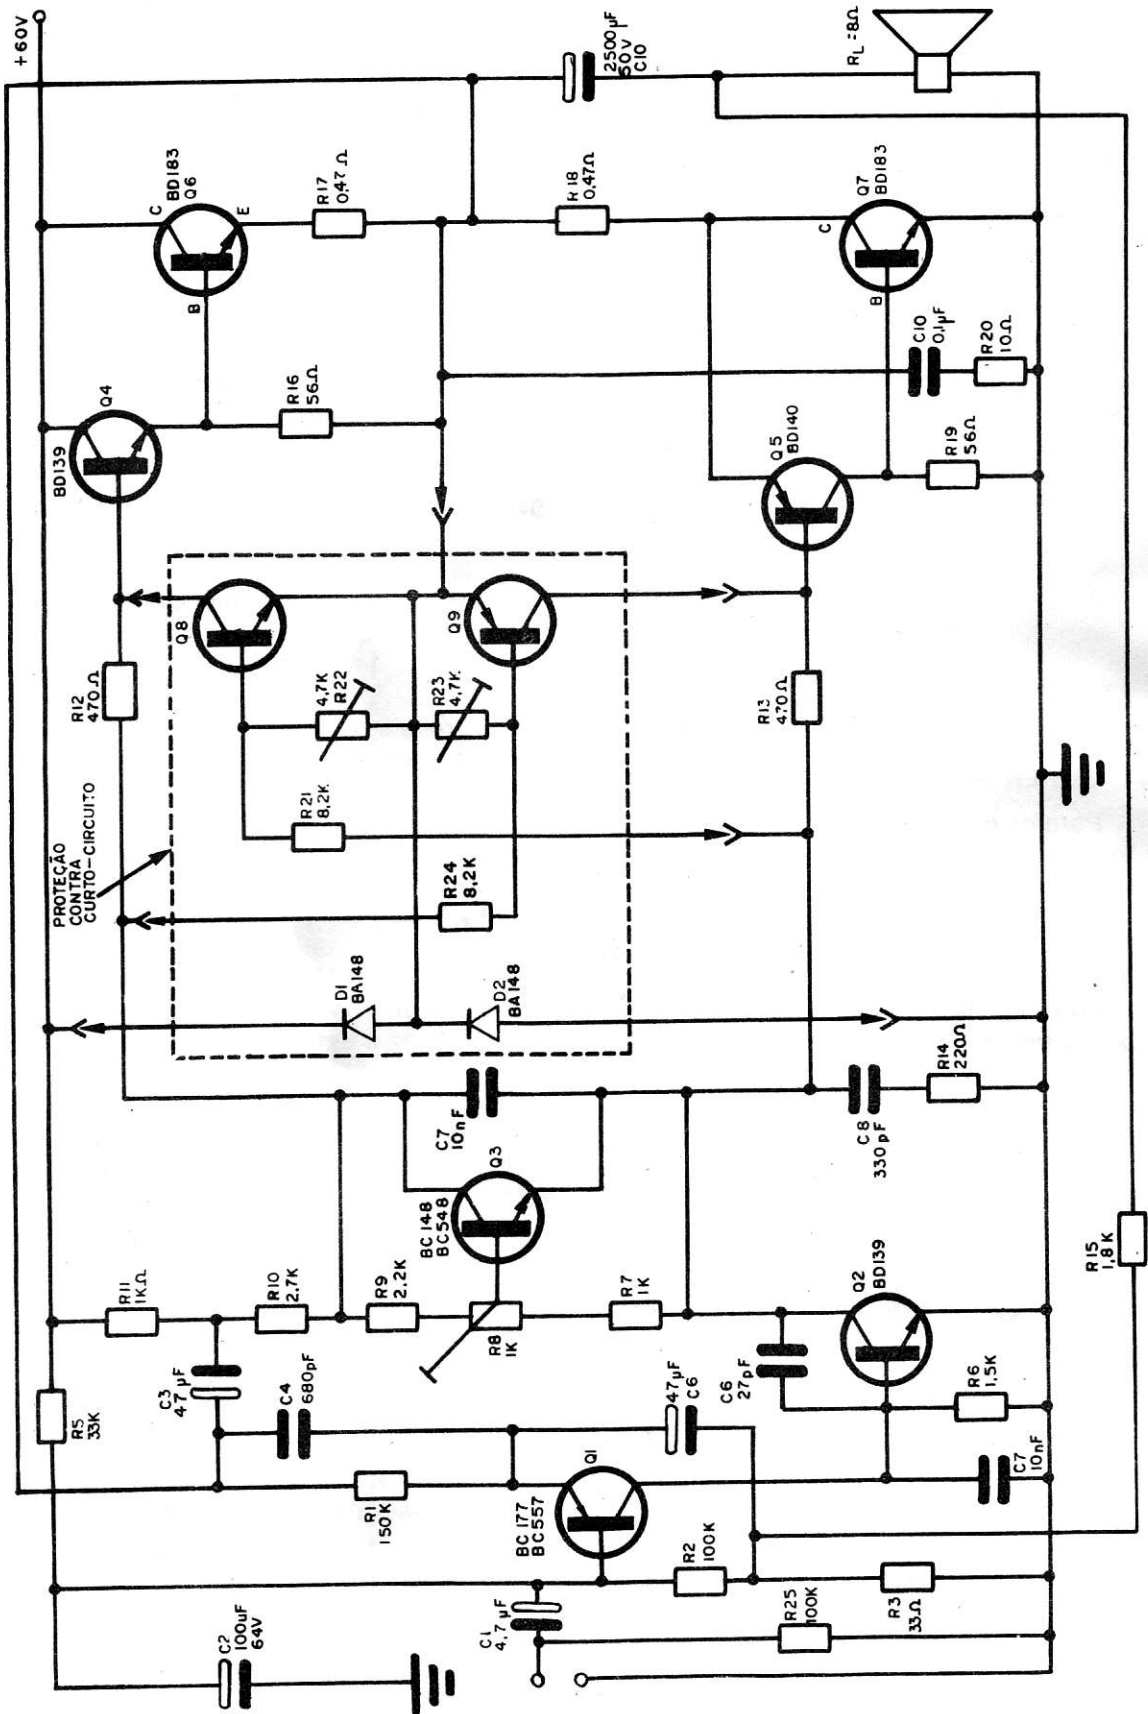 +60V
2500µF
50V
C10
RL=8Ω
C
BD183
Q6
E
B
R17
0,47Ω
R18
0,47Ω
Q7
BD183
C
B
BD139
Q4
R16
56Ω
C10
0,1µF
R20
10Ω
Q5
BD140
R19
56Ω
R12
470Ω
Q8
Q9
4,7K
R22
R23
4,7K
R13
470Ω
R21
8,2K
PROTEÇÃO
CONTRA
CURTO-CIRCUITO
R24
8,2K
D1
BA148
D2
BA148
C7
10nF
R14
220Ω
C8
330pF
BC148
BC548
Q3
R11
1KΩ
R10
2,7K
R9
2,2K
R8
1K
R7
1K
Q2
BD139
R15
1,8K
C3
47µF
C4
680pF
47µF
C6
C6
27pF
R6
1,5K
R5
33K
R1
150K
Q1
BC177
BC557
C7
10nF
R2
100K
R3
33Ω
C1
4,7µF
R25
100K
C2
100uF
64V